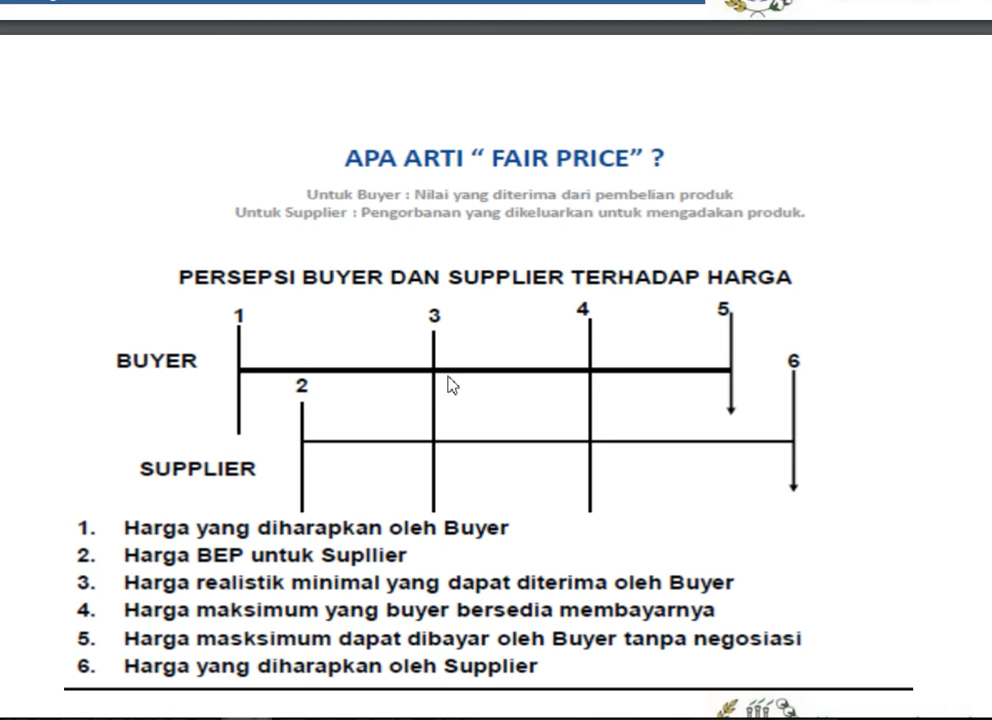 APA ARTI “ FAIR PRICE” ?
Untuk Buyer : Nilai yang diterima dari pembelian produk
Untuk Supplier : Pengorbanan yang dikeluarkan untuk mengadakan produk.
PERSEPSI BUYER DAN SUPPLIER TERHADAP HARGA
1 3 4 5
BUYER 6
2
SUPPLIER
1. Harga yang diharapkan oleh Buyer
2. Harga BEP untuk Supllier
3. Harga realistik minimal yang dapat diterima oleh Buyer
4. Harga maksimum yang buyer bersedia membayarnya
5. Harga masksimum dapat dibayar oleh Buyer tanpa negosiasi
6. Harga yang diharapkan oleh Supplier